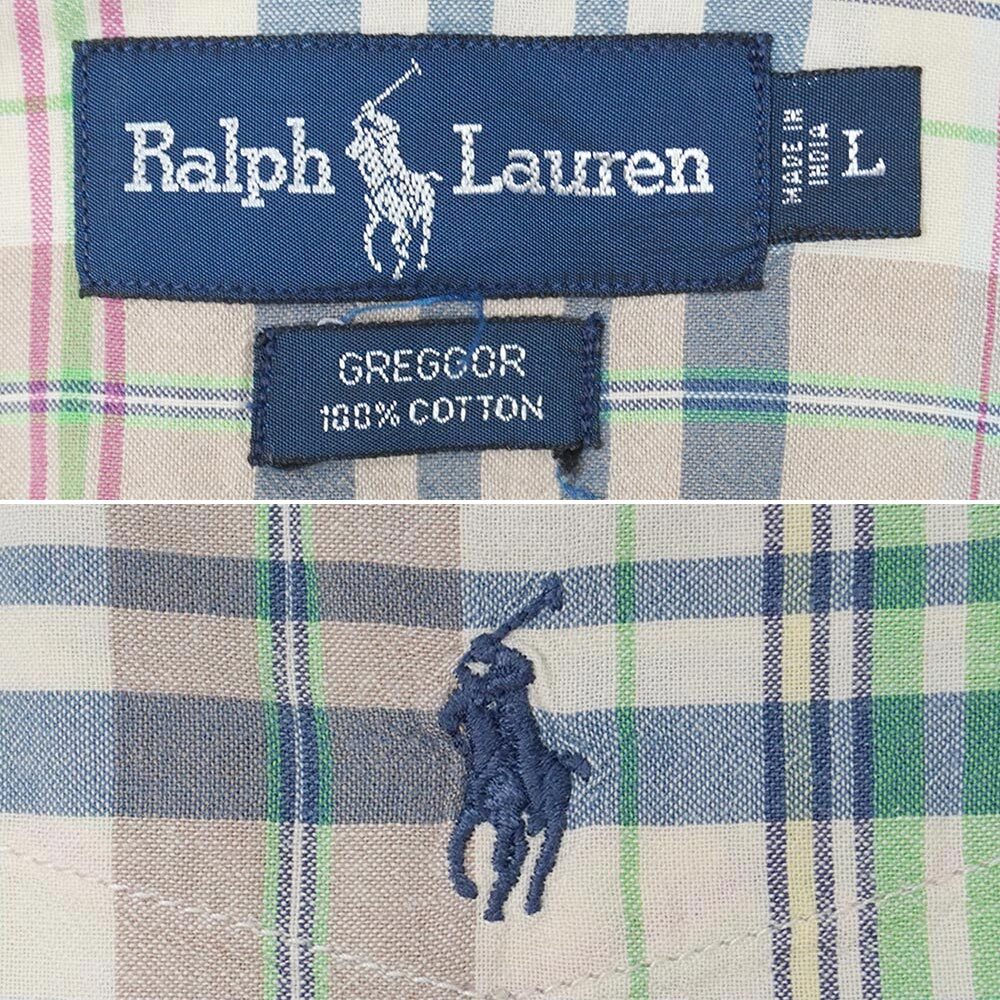 Ralph Lauren
MADE IN
INDIA
L
GREGGOR
100% COTTON